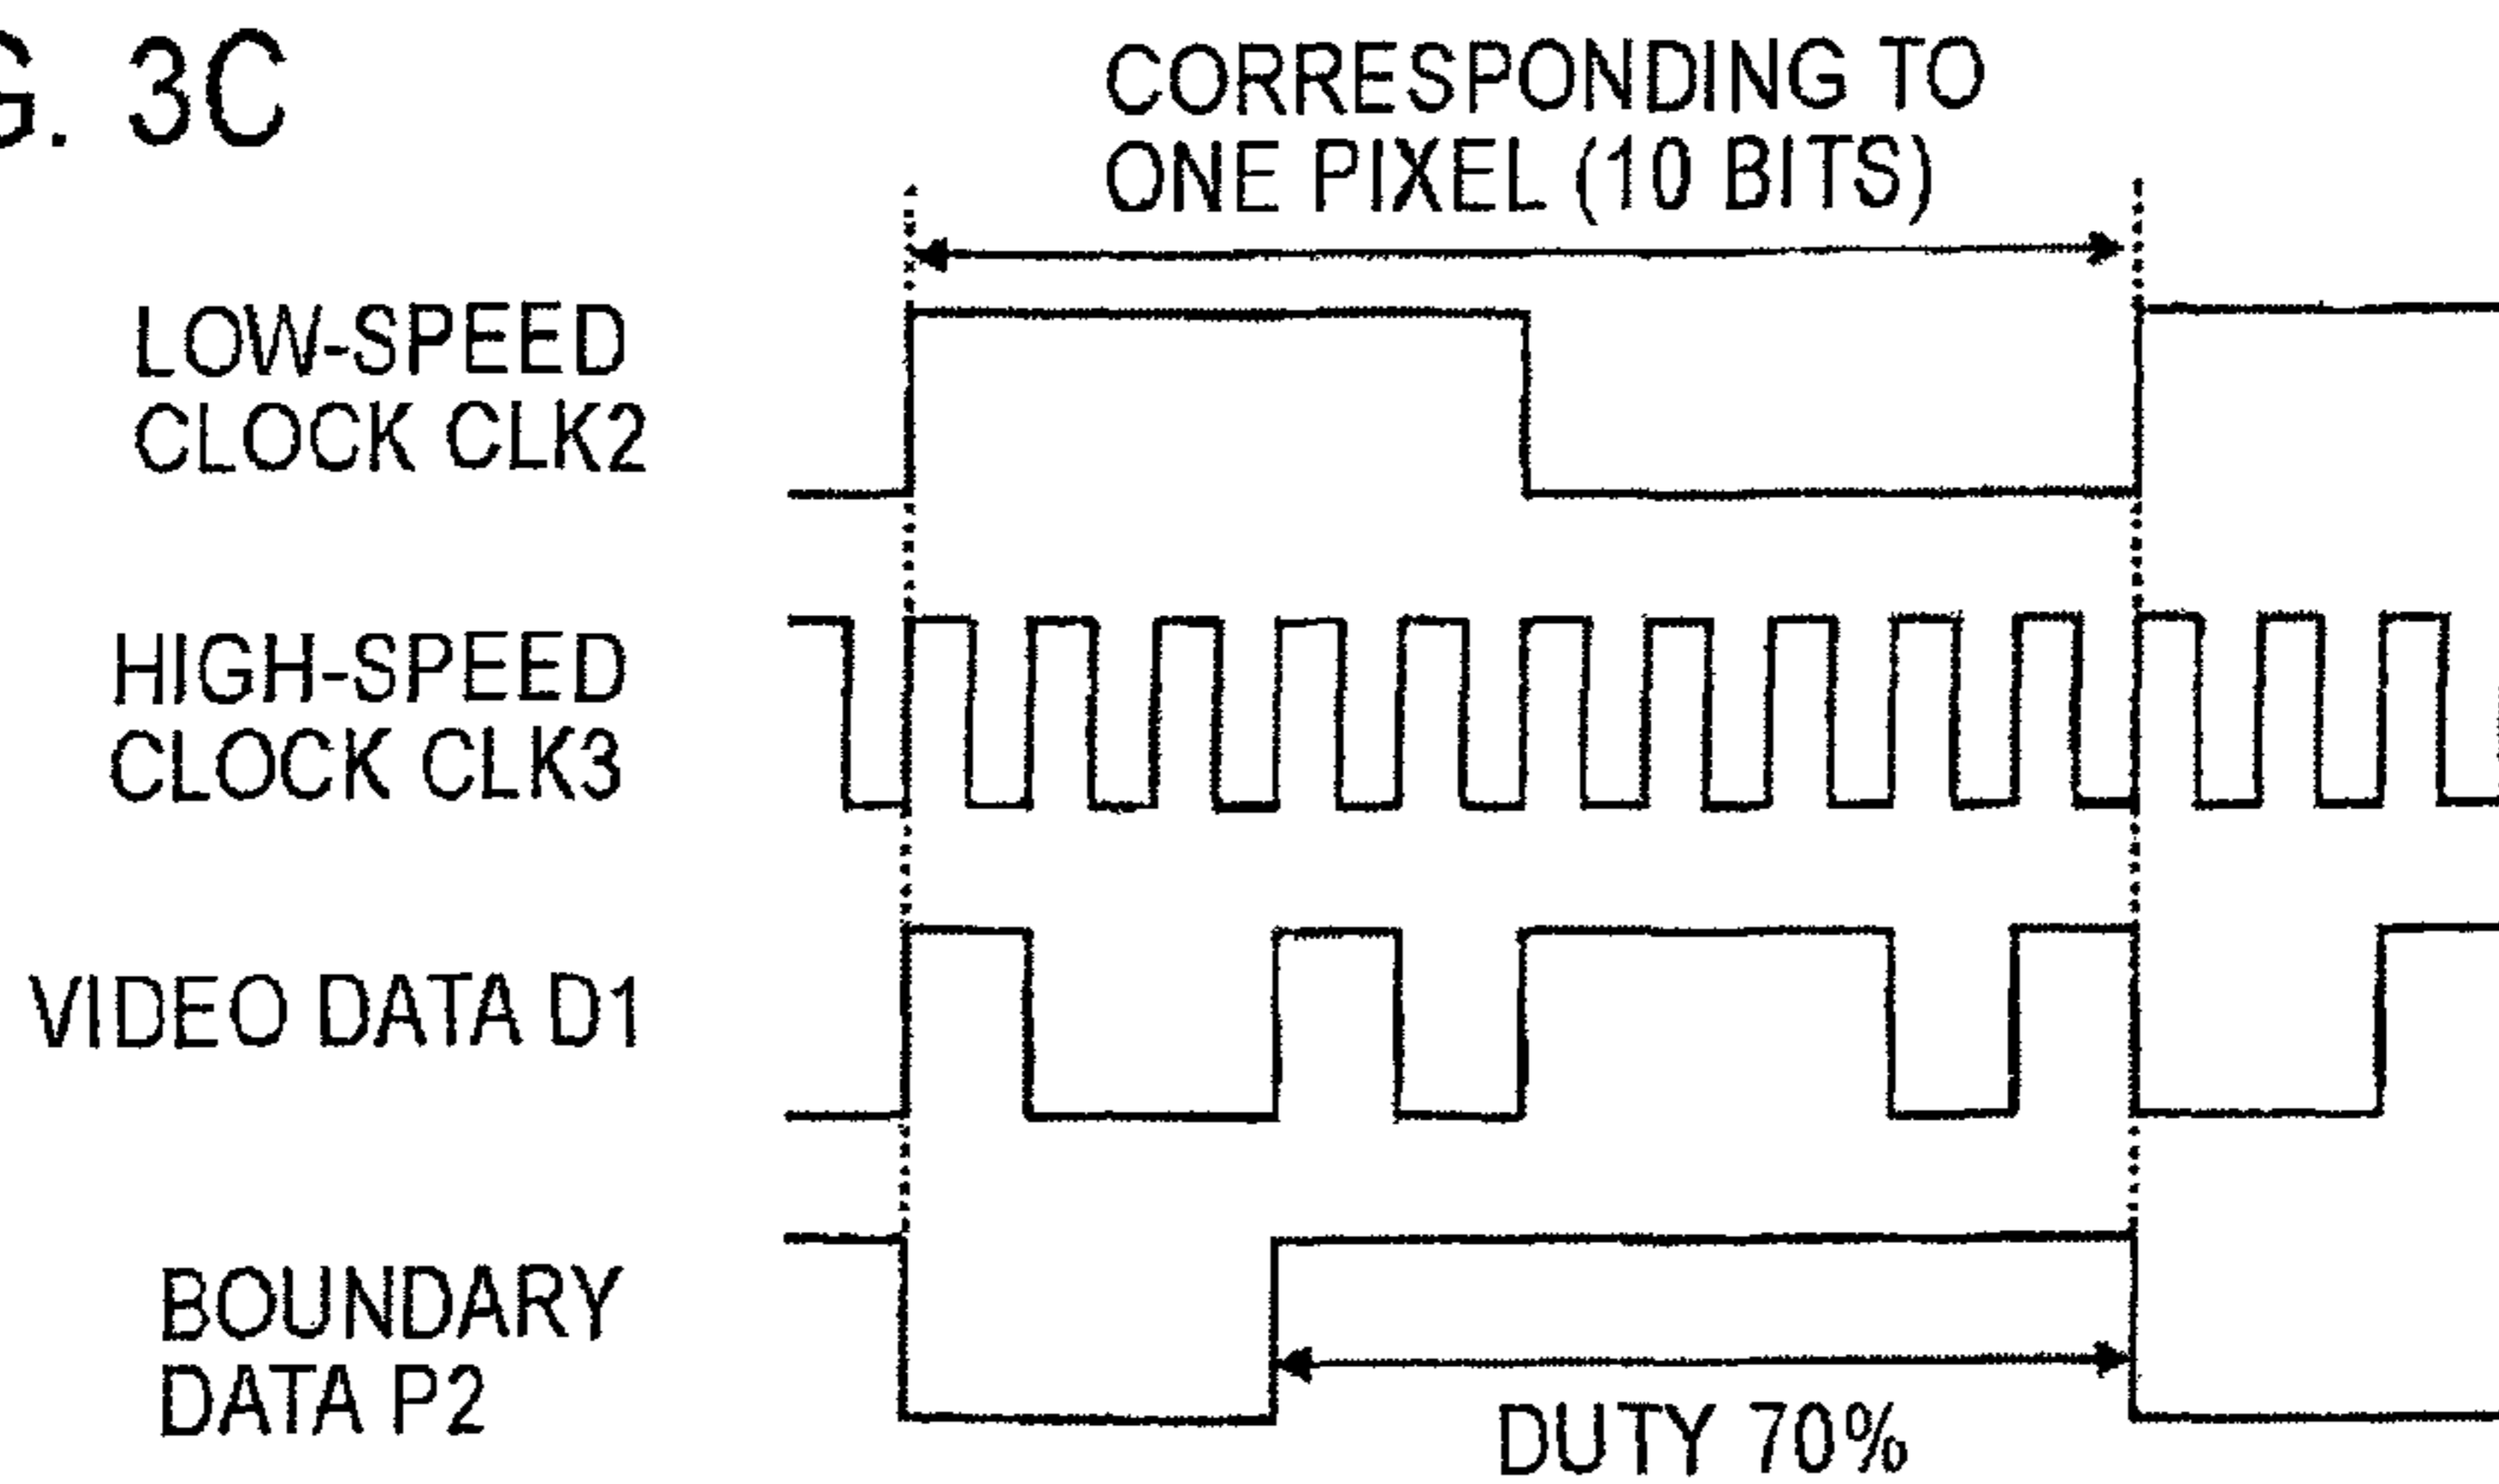 G. 3C
CORRESPONDING TO
ONE PIXEL (10 BITS)
LOW-SPEED
CLOCK CLK2
HIGH-SPEED
CLOCK CLK3
VIDEO DATA D1
BOUNDARY
DATA P2
DUTY 70%